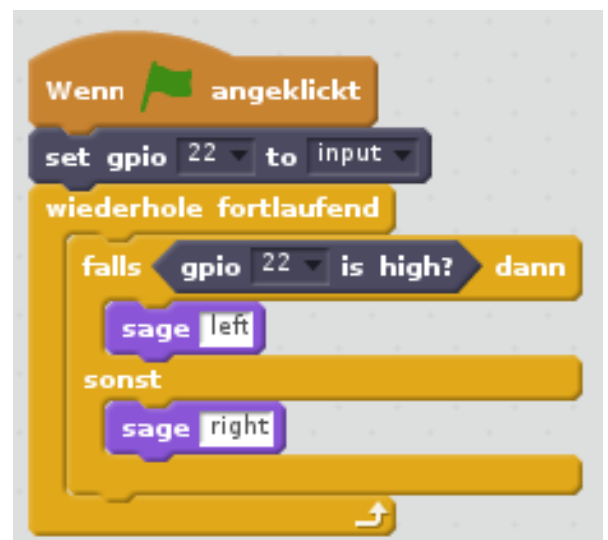 Wenn angeklickt
set gpio 22 to input
wiederhole fortlaufend
falls gpio 22 is high? dann
sage left
sonst
sage right